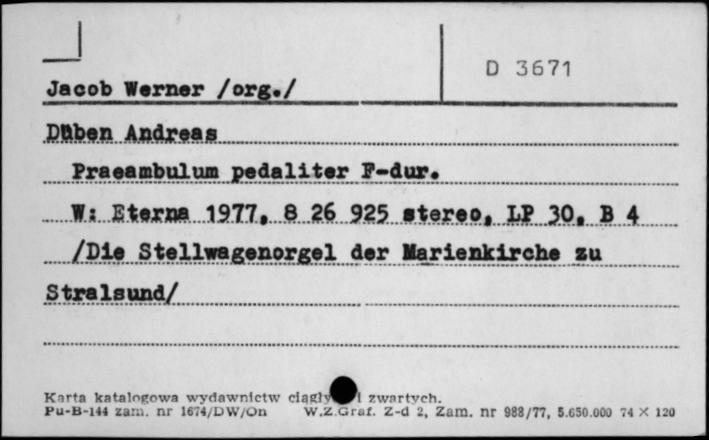 D 3671
Jacob Werner /org./
Düben Andreas
Praeambulum pedaliter F-dur.
W: Eterna 1977, 8 26 925 stereo, LP 30, B 4
/Die Stellwagenorgel der Marienkirche zu
Stralsund/
Karta katalogowa wydawnictw ciągły i zwartych.
Pu-B-144 zam. nr 1674/DW/On W.Z.Graf. Z-d 2, Zam. nr 988/77, 5.650.000 74 × 120